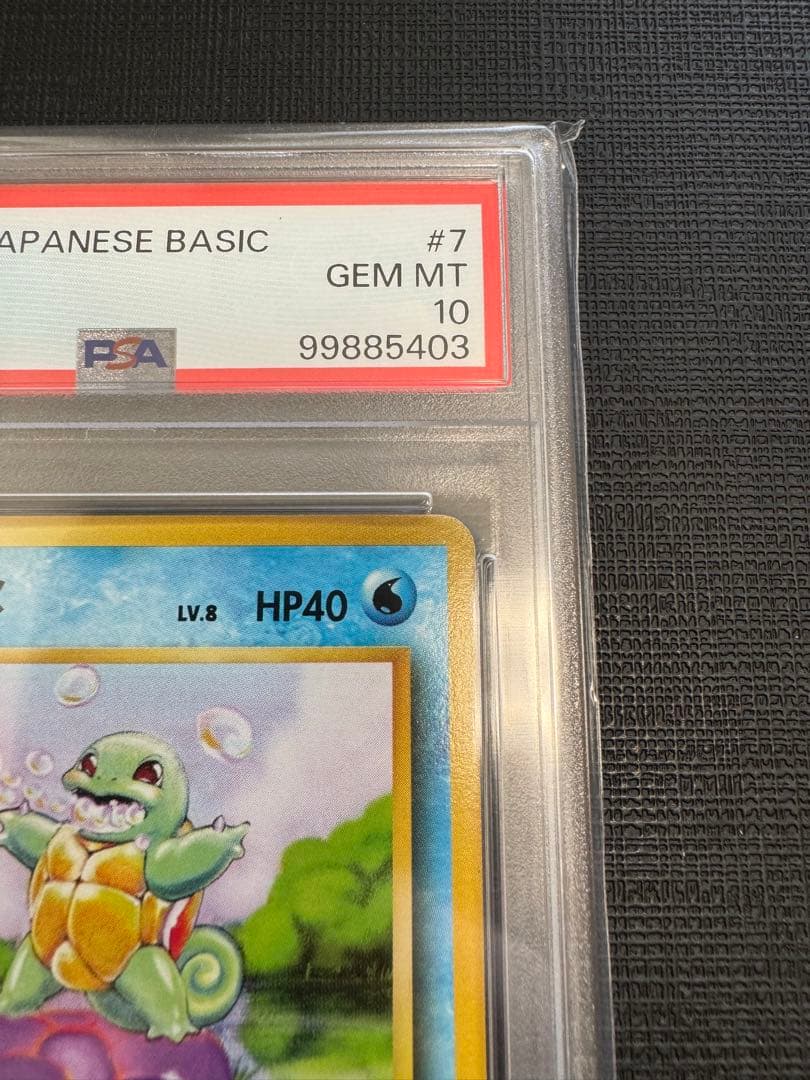 APANESE BASIC #7
GEM MT
10
PSA 99885403
LV.8 HP40